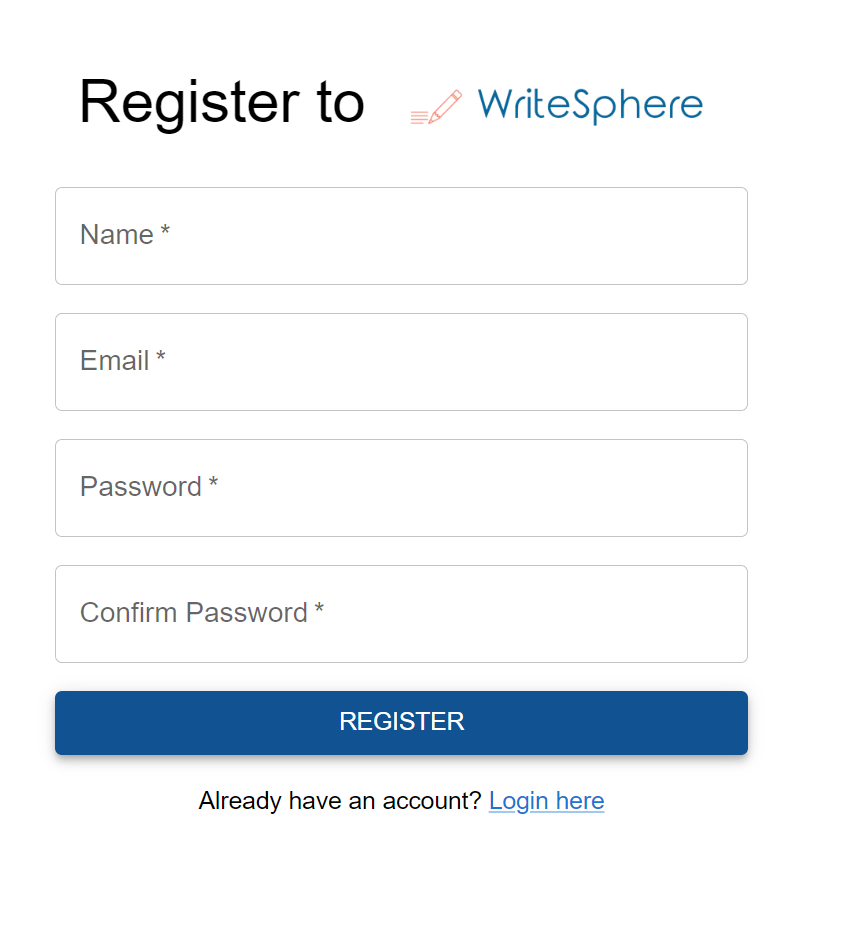 Register to WriteSphere
Name *
Email *
Password *
Confirm Password *
REGISTER
Already have an account? Login here